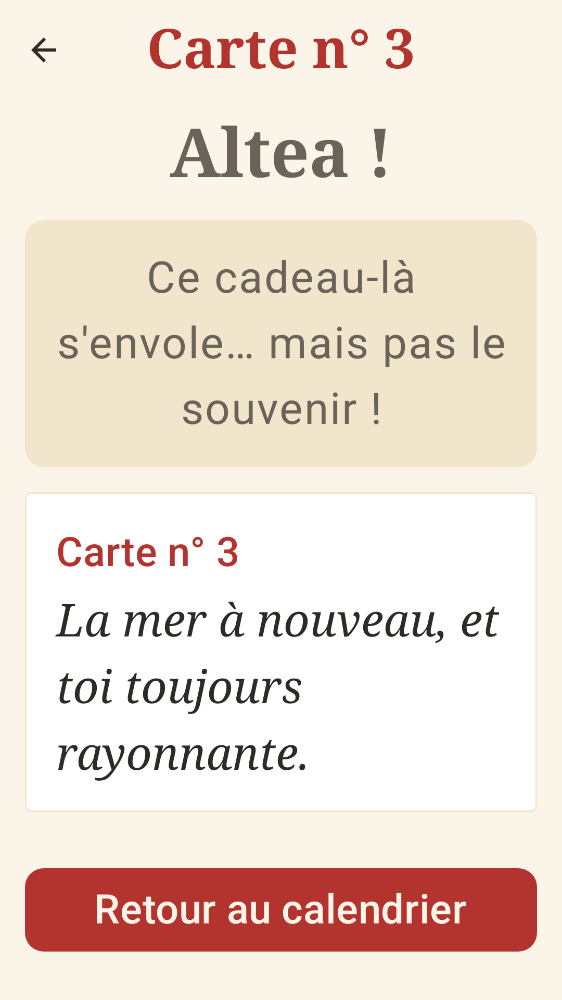 Carte n° 3
Altea !
Ce cadeau-là
s'envole… mais pas le
souvenir !
Carte n° 3
La mer à nouveau, et
toi toujours
rayonnante.
Retour au calendrier